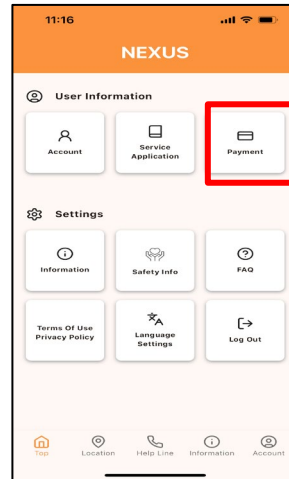 11:16
NEXUS
User Information
Account
Service
Application
Payment
Settings
Information
Safety Info
FAQ
Terms Of Use
Privacy Policy
Language
Settings
Log Out
Top
Location
Help Line
Information
Account